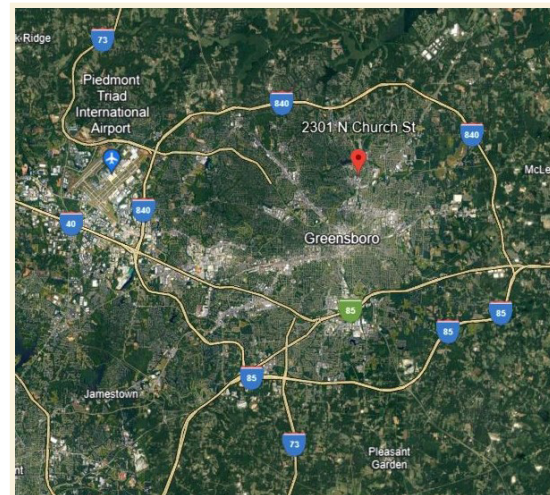 k-Ridge
73
Piedmont
Triad
International
Airport
840
2301 N Church St
840
McLe
40
840
Greensboro
85
85
85
Jamestown
85
73
Pleasant
Garden
nt